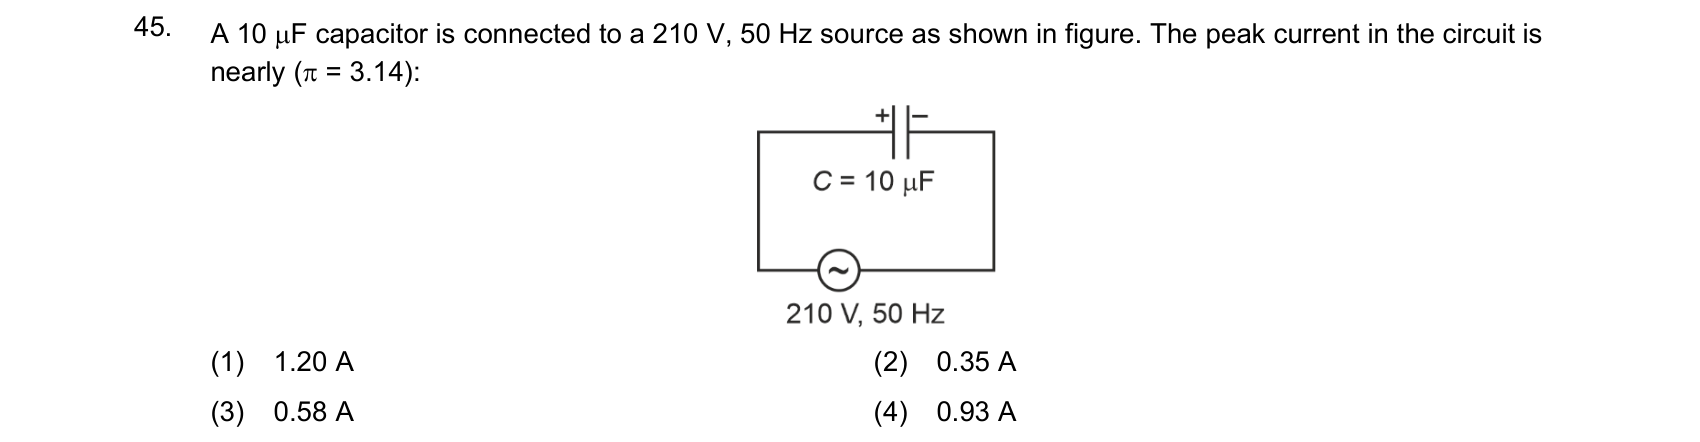 45. A 10 μF capacitor is connected to a 210 V, 50 Hz source as shown in figure. The peak current in the circuit is
nearly (π = 3.14):
+ –
C = 10 μF
~
210 V, 50 Hz
(1) 1.20 A (2) 0.35 A
(3) 0.58 A (4) 0.93 A